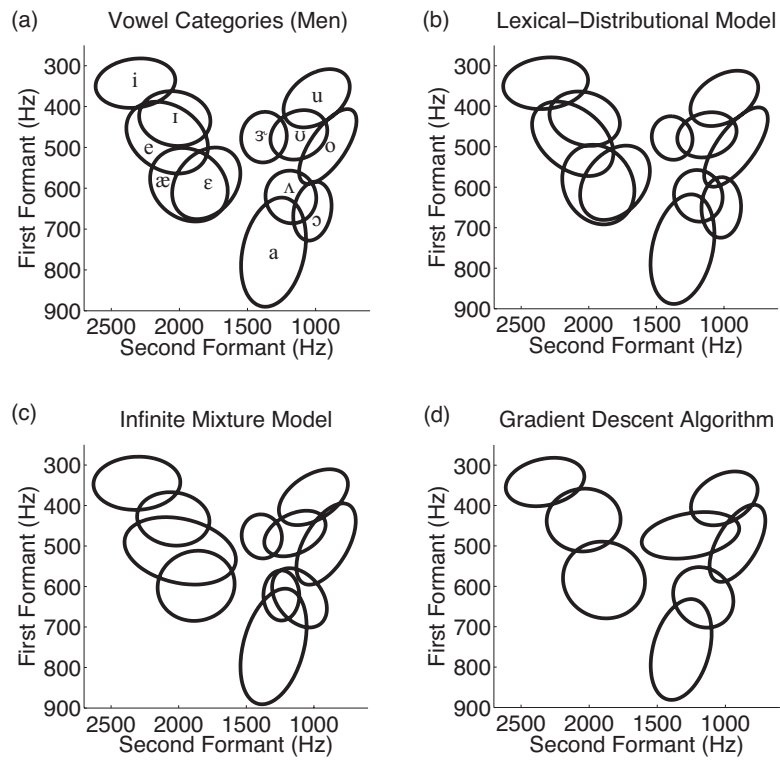 (a) Vowel Categories (Men)
300
400
500
600
700
800
900
First Formant (Hz)
i
ɪ
e
æ
ɛ
ɝ
u
ʊ
o
ʌ
ɔ
a
2500 2000 1500 1000
Second Formant (Hz)
(b) Lexical−Distributional Model
300
400
500
600
700
800
900
First Formant (Hz)
2500 2000 1500 1000
Second Formant (Hz)
(c) Infinite Mixture Model
300
400
500
600
700
800
900
First Formant (Hz)
2500 2000 1500 1000
Second Formant (Hz)
(d) Gradient Descent Algorithm
300
400
500
600
700
800
900
First Formant (Hz)
2500 2000 1500 1000
Second Formant (Hz)